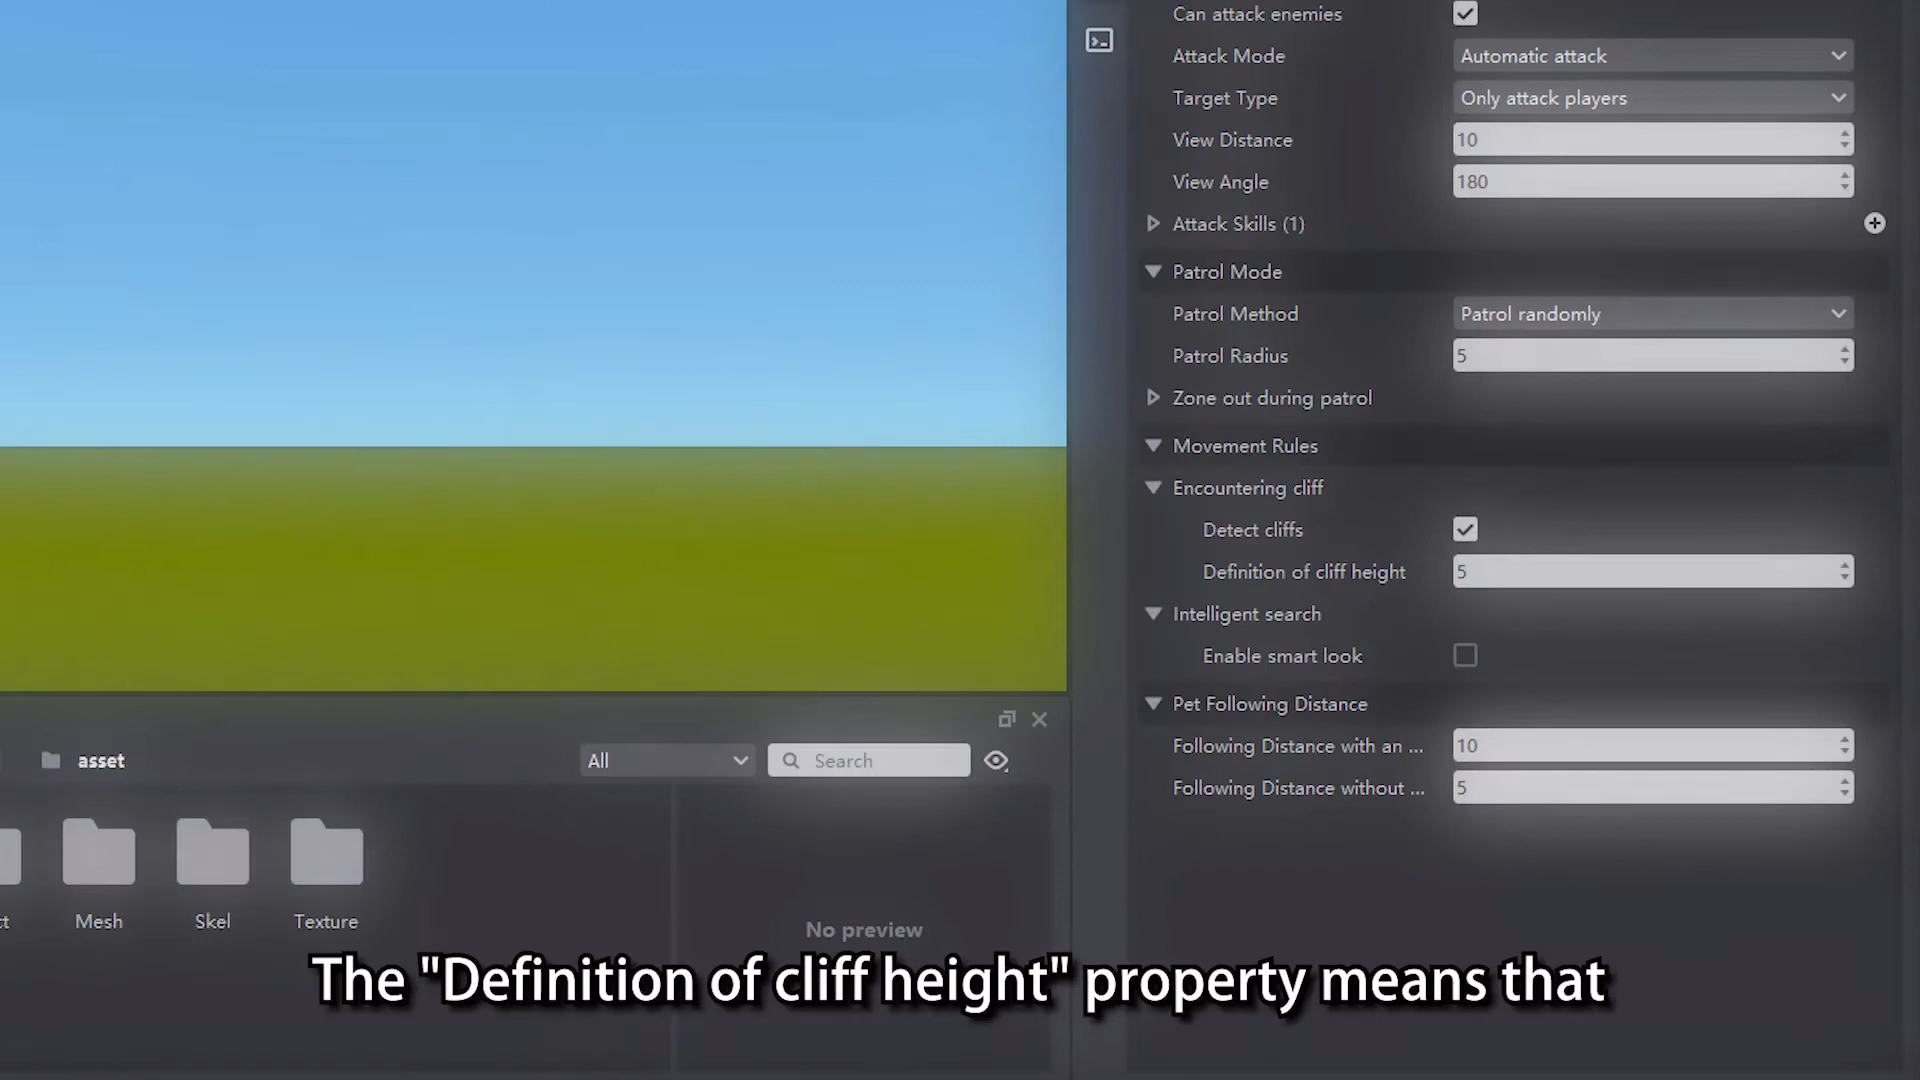 Can attack enemies
Attack Mode
Automatic attack
Target Type
Only attack players
View Distance
10
View Angle
180
Attack Skills (1)
Patrol Mode
Patrol Method
Patrol randomly
Patrol Radius
5
Zone out during patrol
Movement Rules
Encountering cliff
Detect cliffs
Definition of cliff height
5
Intelligent search
Enable smart look
Pet Following Distance
Following Distance with an ...
10
Following Distance without ...
5
asset
All
Search
ct
Mesh
Skel
Texture
No preview
The "Definition of cliff height" property means that